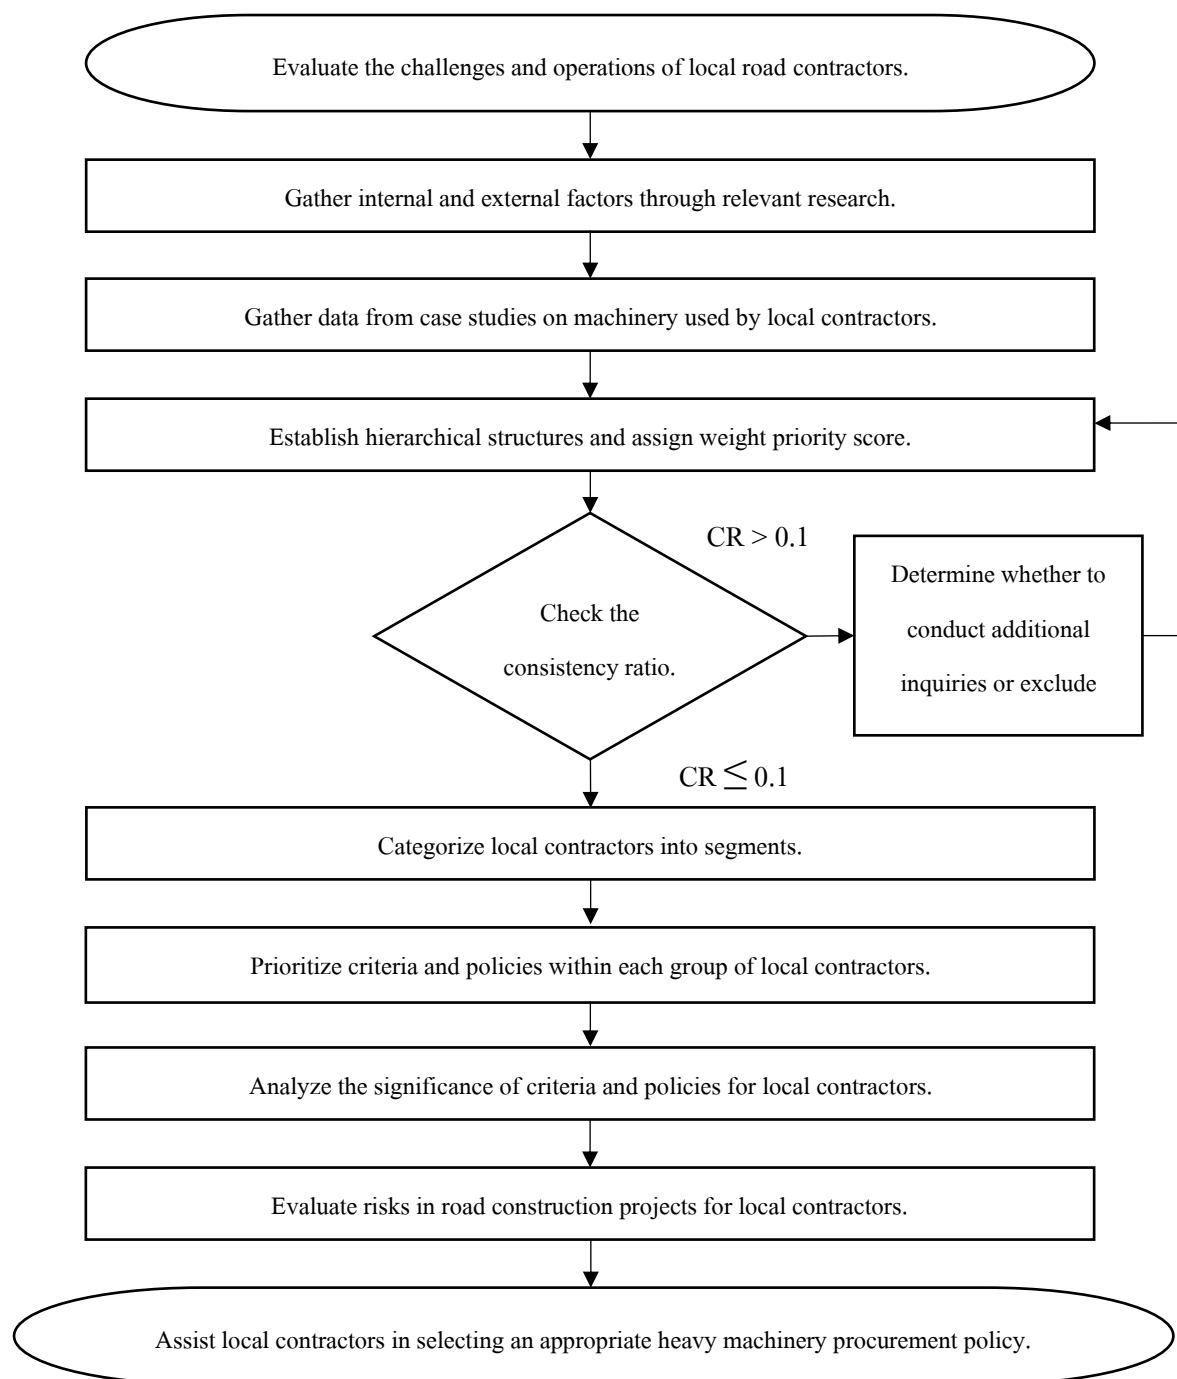 Evaluate the challenges and operations of local road contractors.
Gather internal and external factors through relevant research.
Gather data from case studies on machinery used by local contractors.
Establish hierarchical structures and assign weight priority score.
CR > 0.1
Check the
consistency ratio.
Determine whether to
conduct additional
inquiries or exclude
CR ≤ 0.1
Categorize local contractors into segments.
Prioritize criteria and policies within each group of local contractors.
Analyze the significance of criteria and policies for local contractors.
Evaluate risks in road construction projects for local contractors.
Assist local contractors in selecting an appropriate heavy machinery procurement policy.